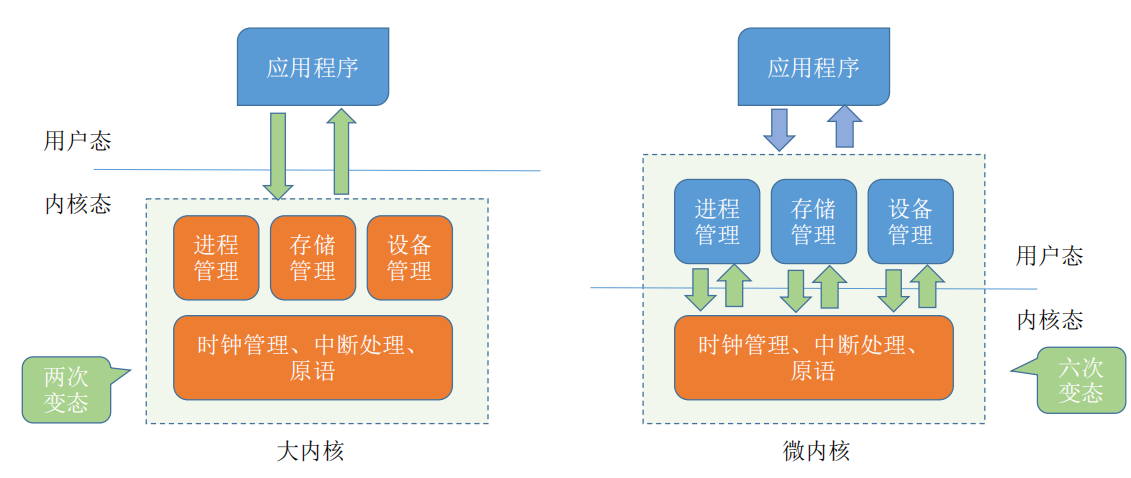 应用程序
用户态
内核态
进程
管理
存储
管理
设备
管理
时钟管理、中断处理、
原语
两次
变态
大内核
应用程序
进程
管理
存储
管理
设备
管理
用户态
内核态
时钟管理、中断处理、
原语
六次
变态
微内核